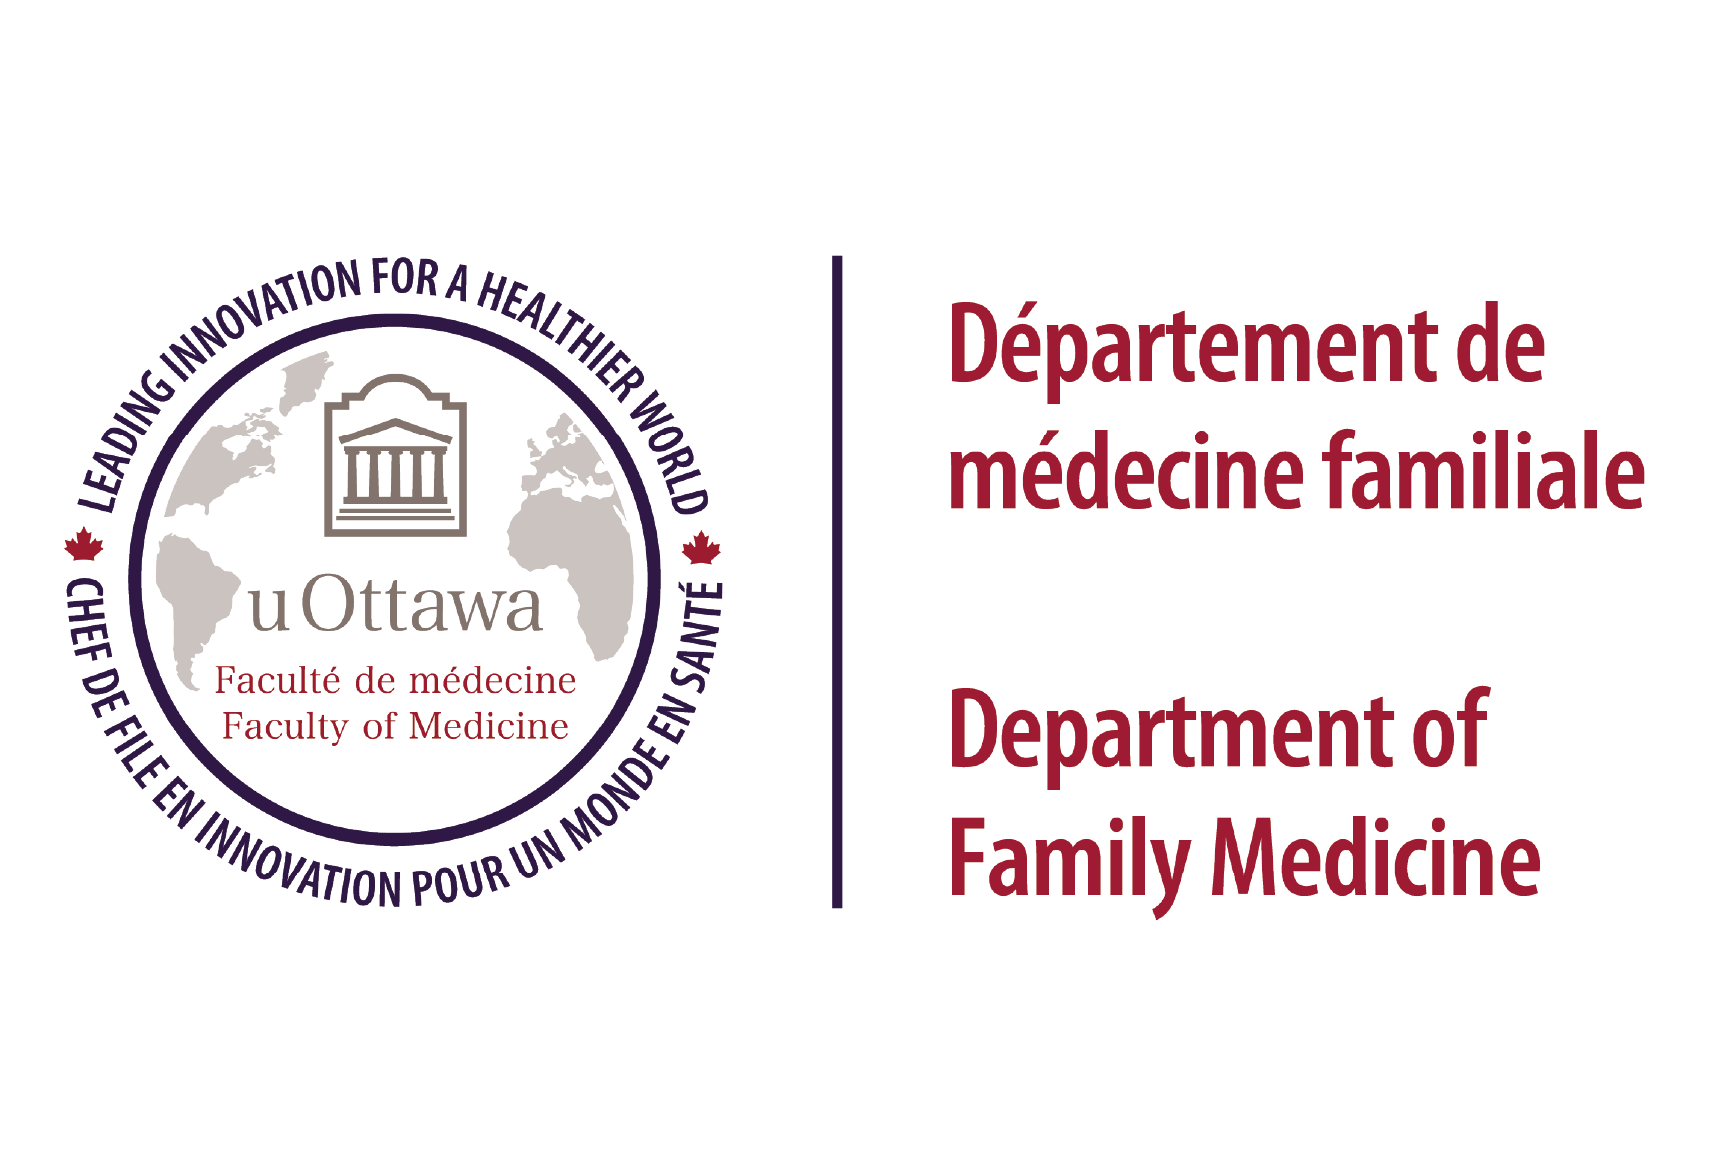 LEADING INNOVATION FOR A HEALTHIER WORLD
uOttawa
Faculté de médecine
Faculty of Medicine
CHEF DE FILE EN INNOVATION POUR UN MONDE EN SANTÉ
Département de
médecine familiale
Department of
Family Medicine